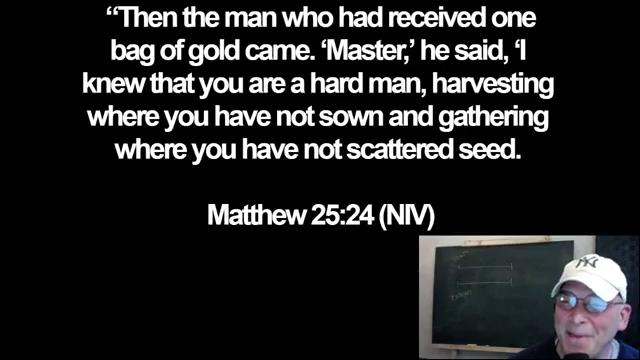 “Then the man who had received one
bag of gold came. ‘Master,’ he said, ‘I
knew that you are a hard man, harvesting
where you have not sown and gathering
where you have not scattered seed.
Matthew 25:24 (NIV)
NY